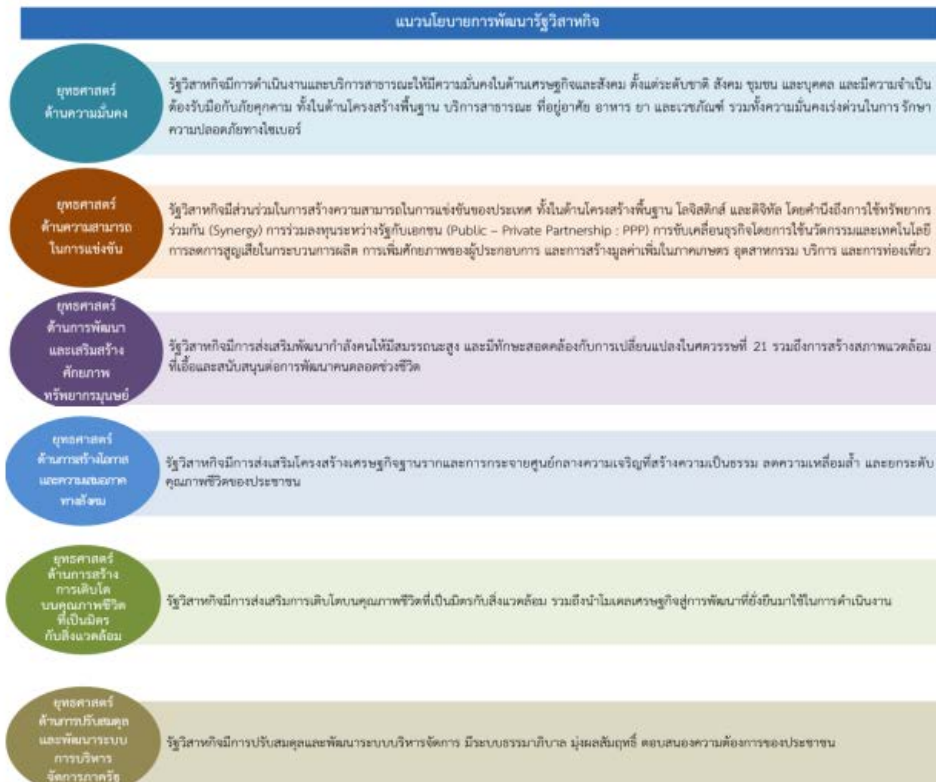 แนวนโยบายการพัฒนารัฐวิสาหกิจ
ยุทธศาสตร์
ด้านความมั่นคง
รัฐวิสาหกิจมีการดำเนินงานและบริการสาธารณะให้มีความมั่นคงในด้านเศรษฐกิจและสังคม ตั้งแต่ระดับชาติ สังคม ชุมชน และบุคคล และมีความจำเป็น
ต้องรับมือกับภัยคุกคาม ทั้งในด้านโครงสร้างพื้นฐาน บริการสาธารณะ ที่อยู่อาศัย อาหาร ยา และเวชภัณฑ์ รวมทั้งความมั่นคงเร่งด่วนในการ รักษา
ความปลอดภัยทางไซเบอร์
ยุทธศาสตร์
ด้านความสามารถ
ในการแข่งขัน
รัฐวิสาหกิจมีส่วนร่วมในการสร้างความสามารถในการแข่งขันของประเทศ ทั้งในด้านโครงสร้างพื้นฐาน โลจิสติกส์ และดิจิทัล โดยคำนึงถึงการใช้ทรัพยากร
ร่วมกัน (Synergy) การร่วมลงทุนระหว่างรัฐกับเอกชน (Public – Private Partnership : PPP) การขับเคลื่อนธุรกิจโดยการใช้นวัตกรรมและเทคโนโลยี
การลดการสูญเสียในกระบวนการผลิต การเพิ่มศักยภาพของผู้ประกอบการ และการสร้างมูลค่าเพิ่มในภาคเกษตร อุตสาหกรรม บริการ และการท่องเที่ยว
ยุทธศาสตร์
ด้านการพัฒนา
และเสริมสร้าง
ศักยภาพ
ทรัพยากรมนุษย์
รัฐวิสาหกิจมีการส่งเสริมพัฒนากำลังคนให้มีสมรรถนะสูง และมีทักษะสอดคล้องกับการเปลี่ยนแปลงในศตวรรษที่ 21 รวมถึงการสร้างสภาพแวดล้อม
ที่เอื้อและสนับสนุนต่อการพัฒนาคนตลอดช่วงชีวิต
ยุทธศาสตร์
ด้านการสร้างโอกาส
และความเสมอภาค
ทางสังคม
รัฐวิสาหกิจมีการส่งเสริมโครงสร้างเศรษฐกิจฐานรากและการกระจายศูนย์กลางความเจริญที่สร้างความเป็นธรรม ลดความเหลื่อมล้ำ และยกระดับ
คุณภาพชีวิตของประชาชน
ยุทธศาสตร์
ด้านการสร้าง
การเติบโต
บนคุณภาพชีวิต
ที่เป็นมิตร
กับสิ่งแวดล้อม
รัฐวิสาหกิจมีการส่งเสริมการเติบโตบนคุณภาพชีวิตที่เป็นมิตรกับสิ่งแวดล้อม รวมถึงนำโมเดลเศรษฐกิจสู่การพัฒนาที่ยั่งยืนมาใช้ในการดำเนินงาน
ยุทธศาสตร์
ด้านการปรับสมดุล
และพัฒนาระบบ
การบริหาร
จัดการภาครัฐ
รัฐวิสาหกิจมีการปรับสมดุลและพัฒนาระบบบริหารจัดการ มีระบบธรรมาภิบาล มุ่งผลสัมฤทธิ์ ตอบสนองความต้องการของประชาชน